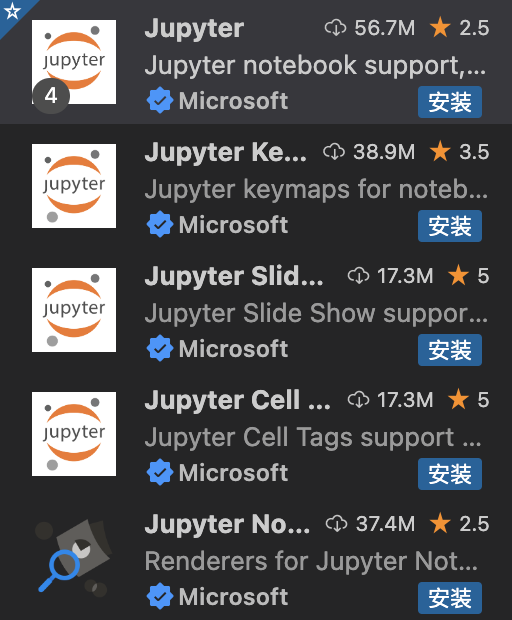 Jupyter 56.7M 2.5
jupyter
Jupyter notebook support,...
4
Microsoft 安装
Jupyter Ke... 38.9M 3.5
jupyter
Jupyter keymaps for noteb...
Microsoft 安装
Jupyter Slid... 17.3M 5
jupyter
Jupyter Slide Show suppor...
Microsoft 安装
Jupyter Cell ... 17.3M 5
jupyter
Jupyter Cell Tags support ...
Microsoft 安装
Jupyter No... 37.4M 2.5
Renderers for Jupyter Not...
Microsoft 安装